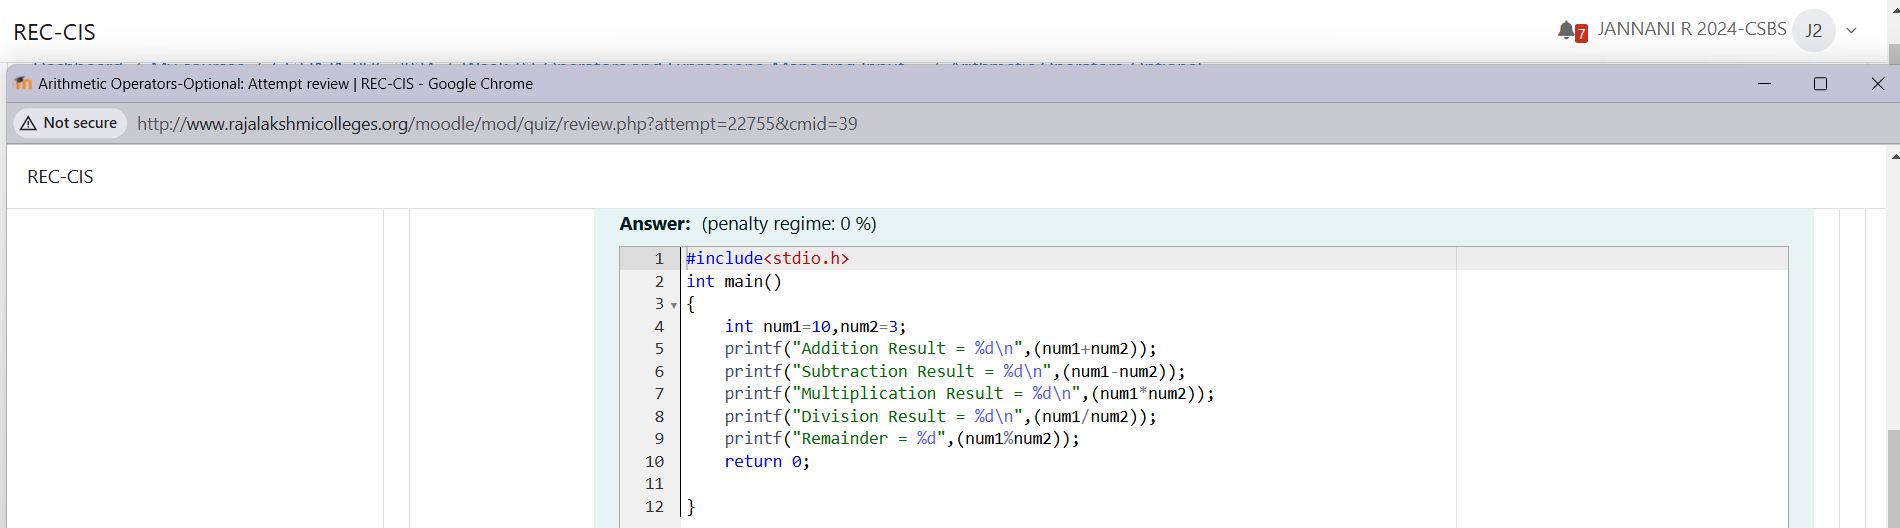 REC-CIS
7 JANNANI R 2024-CSBS J2
Arithmetic Operators-Optional: Attempt review | REC-CIS - Google Chrome
Not secure http://www.rajalakshmicolleges.org/moodle/mod/quiz/review.php?attempt=22755&cmid=39
REC-CIS
Answer: (penalty regime: 0 %)
1 #include<stdio.h>
2 int main()
3 {
4 int num1=10,num2=3;
5 printf("Addition Result = %d\n",(num1+num2));
6 printf("Subtraction Result = %d\n",(num1-num2));
7 printf("Multiplication Result = %d\n",(num1*num2));
8 printf("Division Result = %d\n",(num1/num2));
9 printf("Remainder = %d",(num1%num2));
10 return 0;
11
12 }